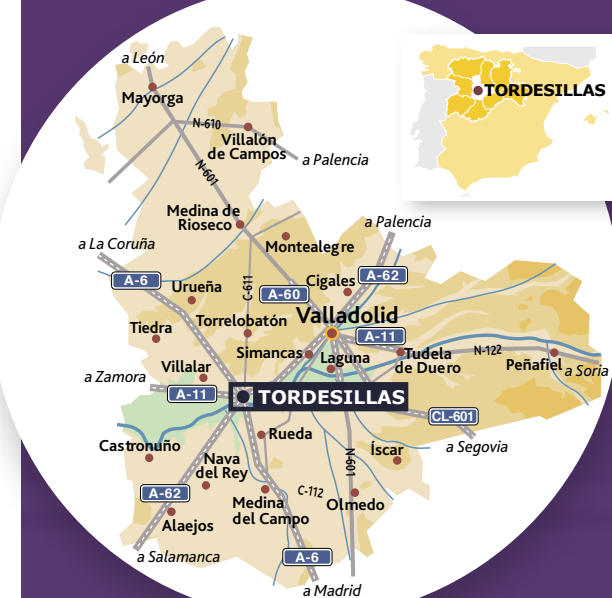 a León
Mayorga
N-610
Villalón
de Campos
a Palencia
N-601
TORDESILLAS
Medina de
Rioseco
a Palencia
Montealegre
a La Coruña
A-6
Urueña
C-611
A-60
Cigales
A-62
Valladolid
Tiedra
Torrelobatón
A-11
Simancas
Laguna
Tudela
de Duero
N-122
Peñafiel
a Soria
Villalar
a Zamora
A-11
TORDESILLAS
CL-601
a Segovia
Rueda
Castronuño
Nava
del Rey
N-601
Íscar
A-62
C-112
Medina
del Campo
Olmedo
Alaejos
a Salamanca
A-6
a Madrid